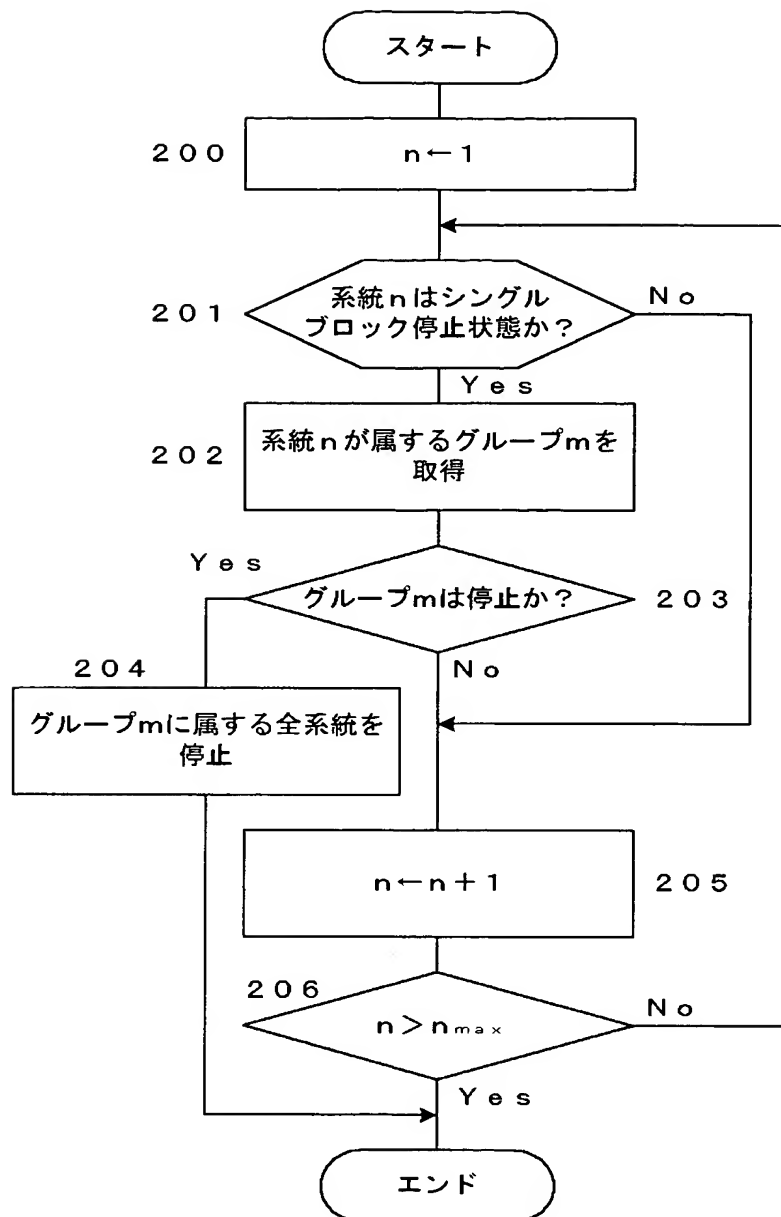 スタート
200
n←1
201
系統nはシングル
ブロック停止状態か？
No
Yes
202
系統nが属するグループmを
取得
Yes
グループmは停止か？
203
No
204
グループmに属する全系統を
停止
n←n+1
205
206
n>nmax
No
Yes
エンド